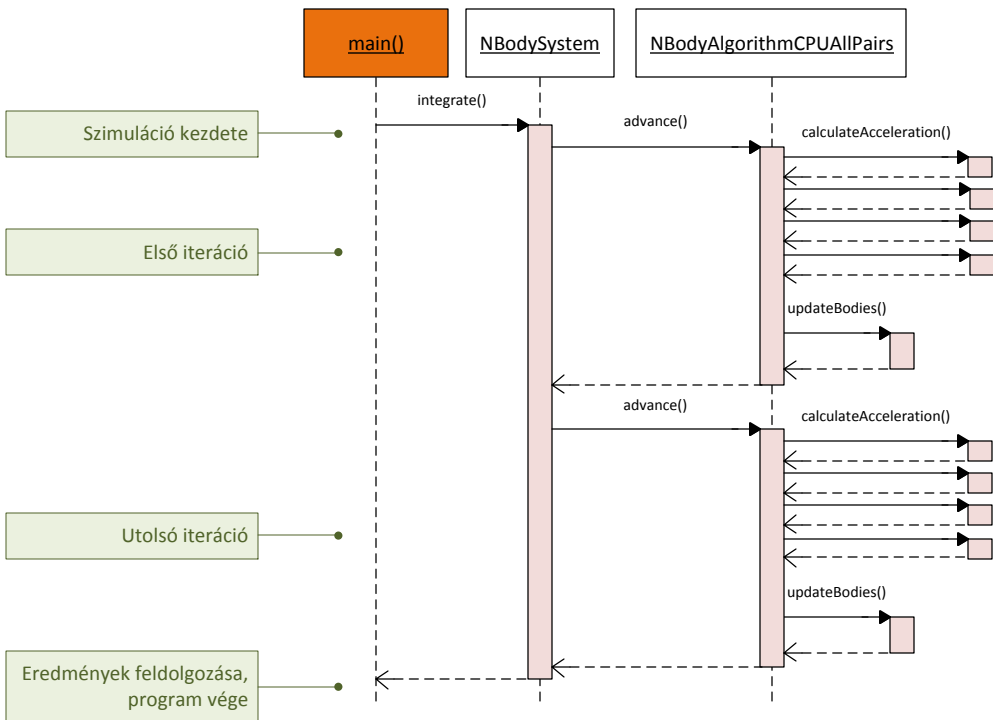 main()
NBodySystem
NBodyAlgorithmCPUAllPairs
integrate()
Szimuláció kezdete
advance()
calculateAcceleration()
Első iteráció
updateBodies()
advance()
calculateAcceleration()
Utolsó iteráció
updateBodies()
Eredmények feldolgozása,
program vége